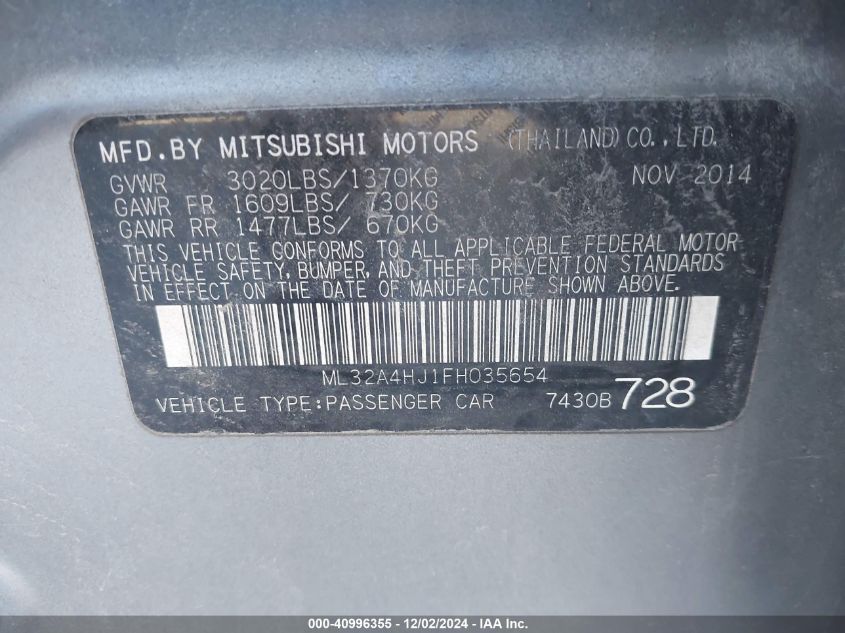 MFD.BY MITSUBISHI MOTORS (THAILAND) CO., LTD.
GVWR 3020LBS/1370KG NOV 2014
GAWR FR 1609LBS/ 730KG
GAWR RR 1477LBS/ 670KG
THIS VEHICLE CONFORMS TO ALL APPLICABLE FEDERAL MOTOR
VEHICLE SAFETY, BUMPER, AND THEFT PREVENTION STANDARDS
IN EFFECT ON THE DATE OF MANUFACTURE SHOWN ABOVE.
ML32A4HJ1FH035654
VEHICLE TYPE:PASSENGER CAR 7430B 728
000-40996355 - 12/02/2024 - IAA Inc.